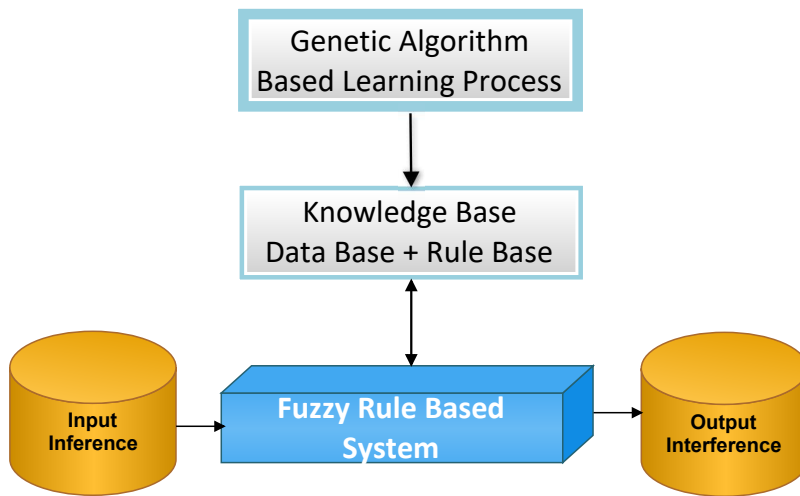 Genetic Algorithm
Based Learning Process
Knowledge Base
Data Base + Rule Base
Input
Inference
Fuzzy Rule Based
System
Output
Interference